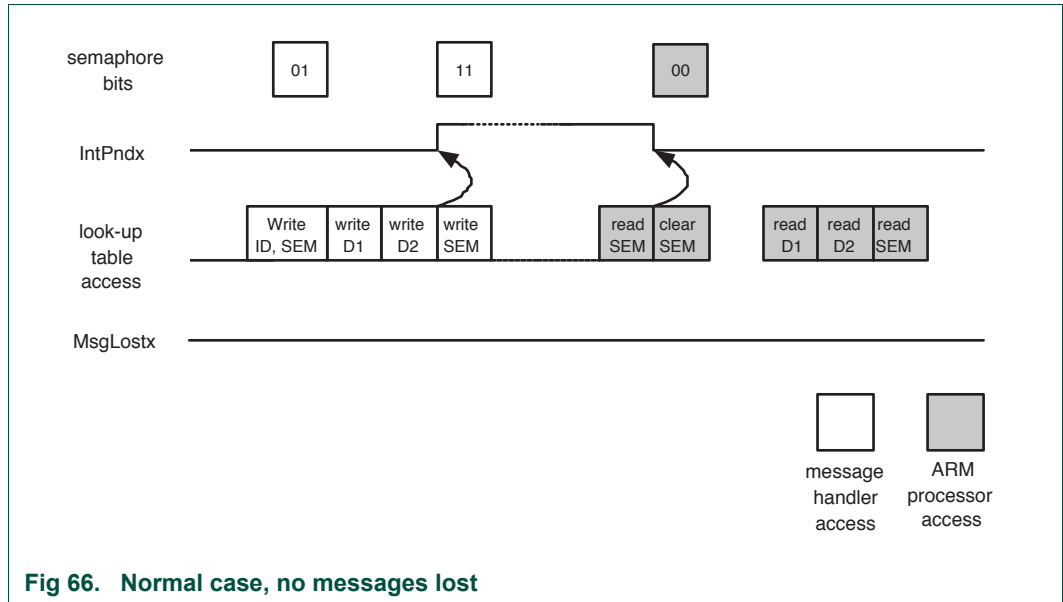 semaphore
bits
01
11
00
IntPndx
look-up
table
access
Write
ID, SEM
write
D1
write
D2
write
SEM
read
SEM
clear
SEM
read
D1
read
D2
read
SEM
MsgLostx
message
handler
access
ARM
processor
access
Fig 66. Normal case, no messages lost